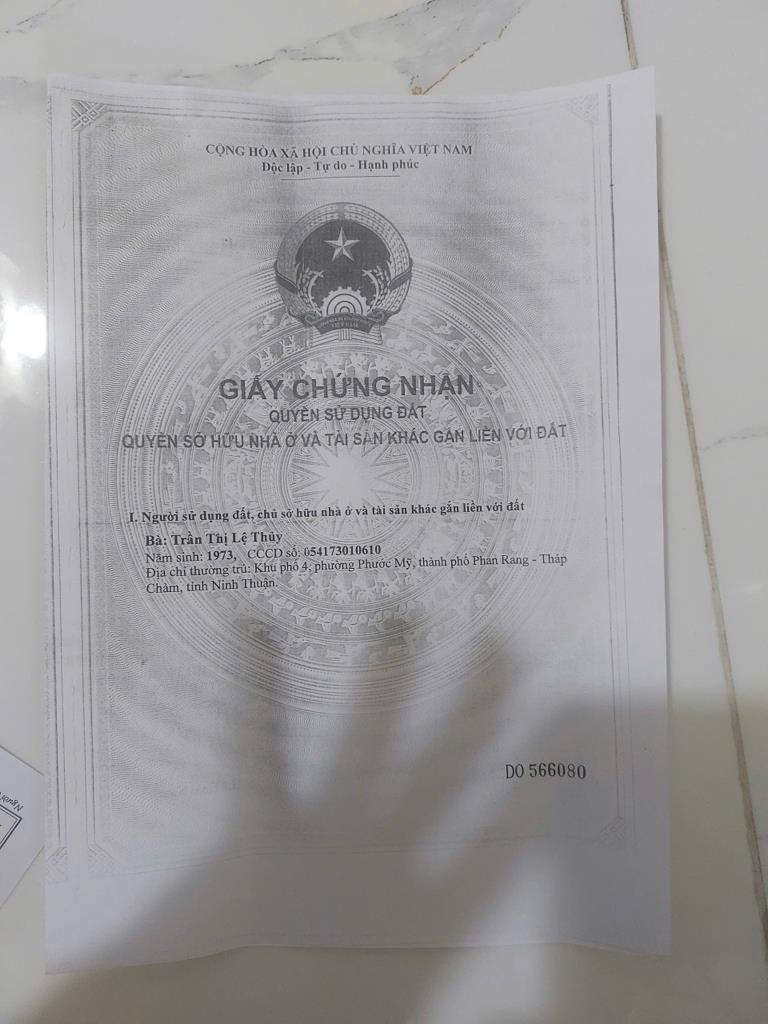 CỘNG HÒA XÃ HỘI CHỦ NGHĨA VIỆT NAM
Độc lập - Tự do - Hạnh phúc
VIỆT NAM
GIẤY CHỨNG NHẬN
QUYỀN SỬ DỤNG ĐẤT
QUYỀN SỞ HỮU NHÀ Ở VÀ TÀI SẢN KHÁC GẮN LIỀN VỚI ĐẤT
I. Người sử dụng đất, chủ sở hữu nhà ở và tài sản khác gắn liền với đất
Bà: Trần Thị Lệ Thủy
Năm sinh: 1973, CCCD số: 054173010610
Địa chỉ thường trú: Khu phố 4, phường Phước Mỹ, thành phố Phan Rang - Tháp
Chàm, tỉnh Ninh Thuận.
DO 566080